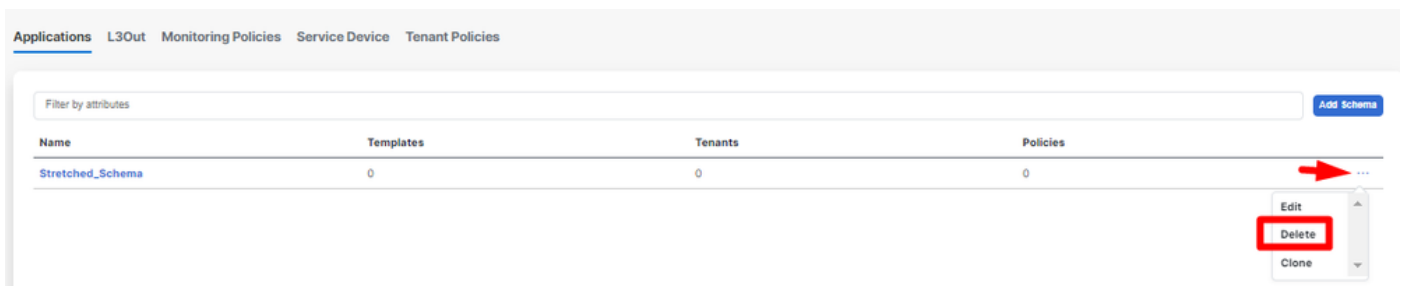 Applications L3Out Monitoring Policies Service Device Tenant Policies
Filter by attributes Add Schema
Name Templates Tenants Policies
Stretched_Schema 0 0 0 ...
Edit
Delete
Clone